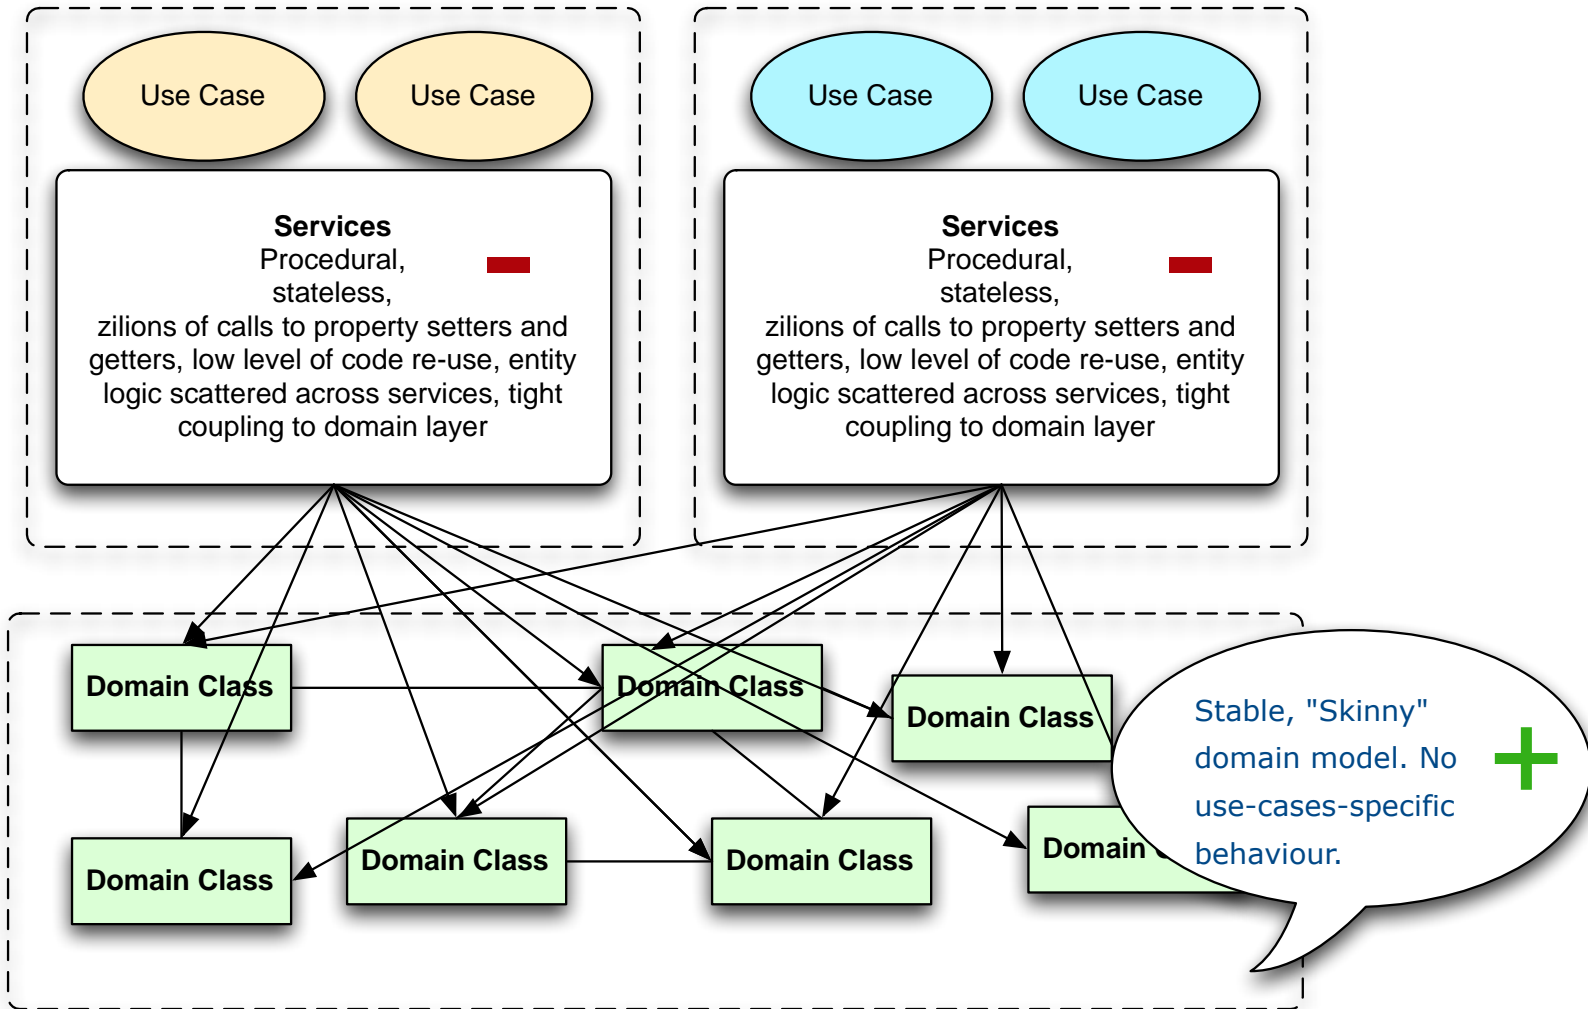 Use Case
Use Case
Use Case
Use Case
Services
Procedural,
stateless,
zilions of calls to property setters and
getters, low level of code re-use, entity
logic scattered across services, tight
coupling to domain layer
Services
Procedural,
stateless,
zilions of calls to property setters and
getters, low level of code re-use, entity
logic scattered across services, tight
coupling to domain layer
Domain Class
Domain Class
Domain Class
Stable, "Skinny"
domain model. No
use-cases-specific
behaviour.
Domain Class
Domain Class
Domain Class
Domain